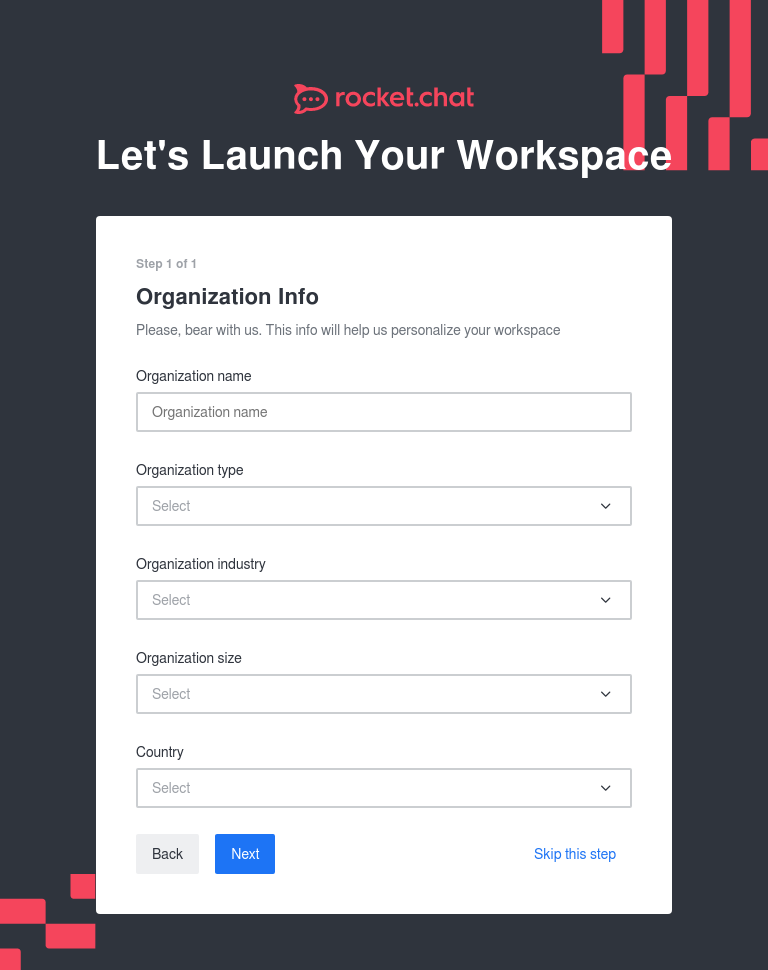 rocket.chat
Let's Launch Your Workspace
Step 1 of 1
Organization Info
Please, bear with us. This info will help us personalize your workspace
Organization name
Organization name
Organization type
Select
Organization industry
Select
Organization size
Select
Country
Select
Back Next Skip this step